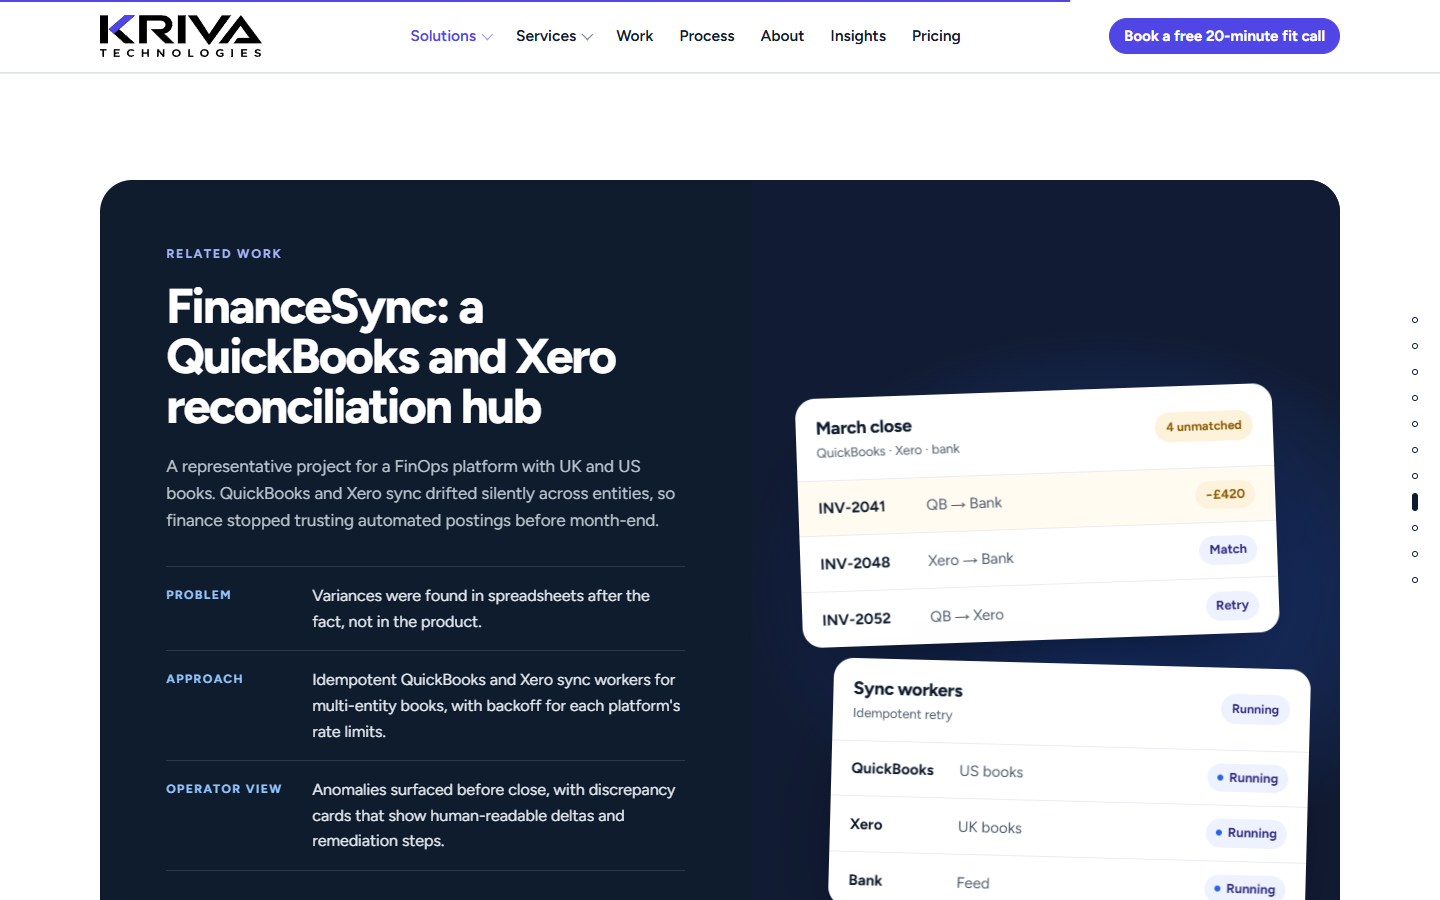 KRIVA
TECHNOLOGIES
Solutions
Services
Work
Process
About
Insights
Pricing
Book a free 20-minute fit call
RELATED WORK
FinanceSync: a
QuickBooks and Xero
reconciliation hub
A representative project for a FinOps platform with UK and US
books. QuickBooks and Xero sync drifted silently across entities, so
finance stopped trusting automated postings before month-end.
PROBLEM
Variances were found in spreadsheets after the
fact, not in the product.
APPROACH
Idempotent QuickBooks and Xero sync workers for
multi-entity books, with backoff for each platform's
rate limits.
OPERATOR VIEW
Anomalies surfaced before close, with discrepancy
cards that show human-readable deltas and
remediation steps.
March close
4 unmatched
QuickBooks · Xero · bank
INV-2041 QB → Bank −£420
INV-2048 Xero → Bank Match
INV-2052 QB → Xero Retry
Sync workers
Running
Idempotent retry
QuickBooks US books Running
Xero UK books Running
Bank Feed Running